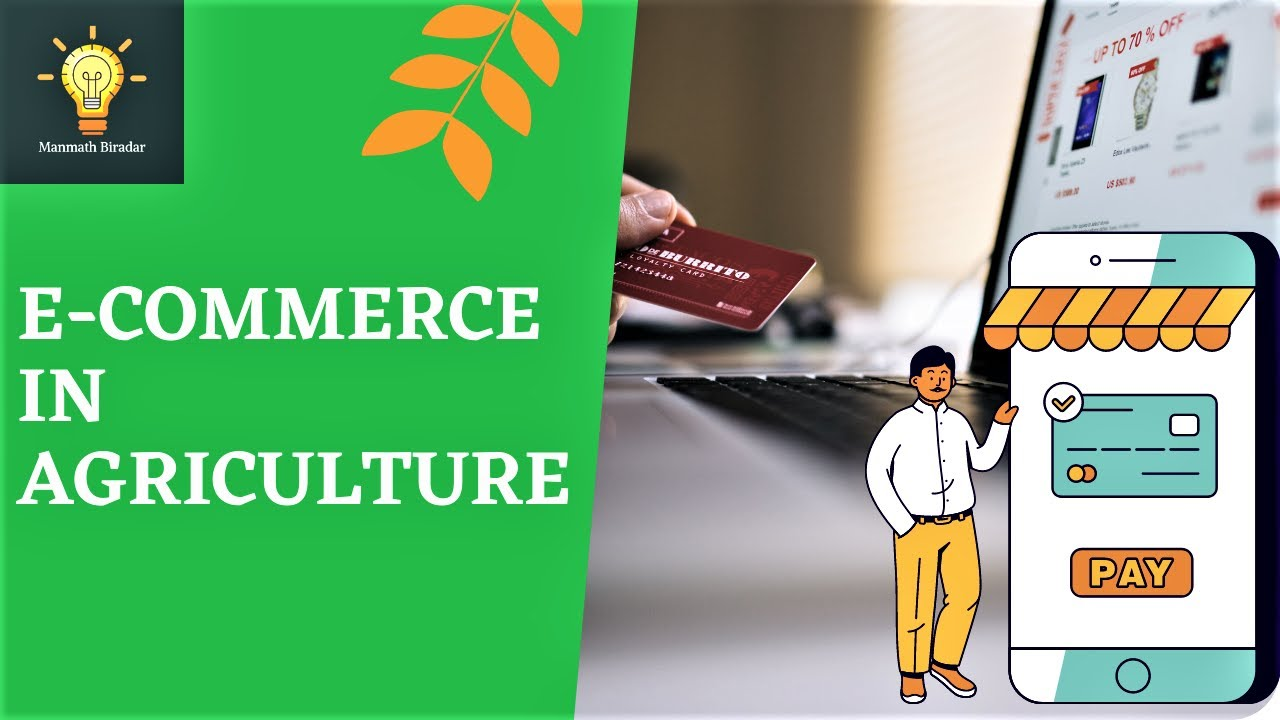 Manmath Biradar
E-COMMERCE
IN
AGRICULTURE
BURRITO
LOYALTY CARD
UP TO 70 % OFF
PAY